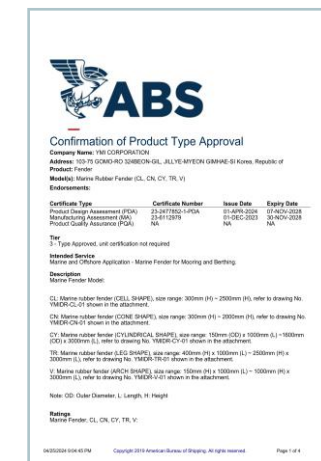 ABS
Confirmation of Product Type Approval
Company Name: YMI CORPORATION
Address: 103-75 GOMO-RO 324BEON-GIL, JILLYE-MYEON GIMHAE-SI Korea, Republic of
Product: Fender
Model(s): Marine Rubber Fender (CL, CN, CY, TR, V)
Endorsements:
Certificate Type Certificate Number Issue Date Expiry Date
Product Design Assessment (PDA) 23-2477852-1-PDA 01-APR-2024 07-NOV-2028
Manufacturing Assessment (MA) 23-6112979 01-DEC-2023 30-NOV-2028
Product Quality Assurance (PQA) NA NA NA
Tier
3 - Type Approved, unit certification not required
Intended Service
Marine and Offshore Application - Marine Fender for Mooring and Berthing.
Description
Marine Fender Model:
CL: Marine rubber fender (CELL SHAPE), size range: 300mm (H) ~ 2500mm (H), refer to drawing No.
YMIDR-CL-01 shown in the attachment.
CN: Marine rubber fender (CONE SHAPE), size range: 300mm (H) ~ 2000mm (H), refer to drawing No.
YMIDR-CN-01 shown in the attachment.
CY: Marine rubber fender (CYLINDRICAL SHAPE), size range: 150mm (OD) x 1000mm (L) ~1600mm
(OD) x 3000mm (L), refer to drawing No. YMIDR-CY-01 shown in the attachment.
TR: Marine rubber fender (LEG SHAPE), size range: 400mm (H) x 1000mm (L) ~ 2500mm (H) x
3000mm (L), refer to drawing No. YMIDR-TR-01 shown in the attachment.
V: Marine rubber fender (ARCH SHAPE), size range: 150mm (H) x 1000mm (L) ~ 1000mm (H) x
3000mm (L), refer to drawing No. YMIDR-V-01 shown in the attachment.
Note: OD: Outer Diameter, L: Length, H: Height
Ratings
Marine Fender, CL, CN, CY, TR, V:
04/25/2024 9:04:45 PM Copyright 2019 American Bureau of Shipping. All rights reserved. Page 1 of 4